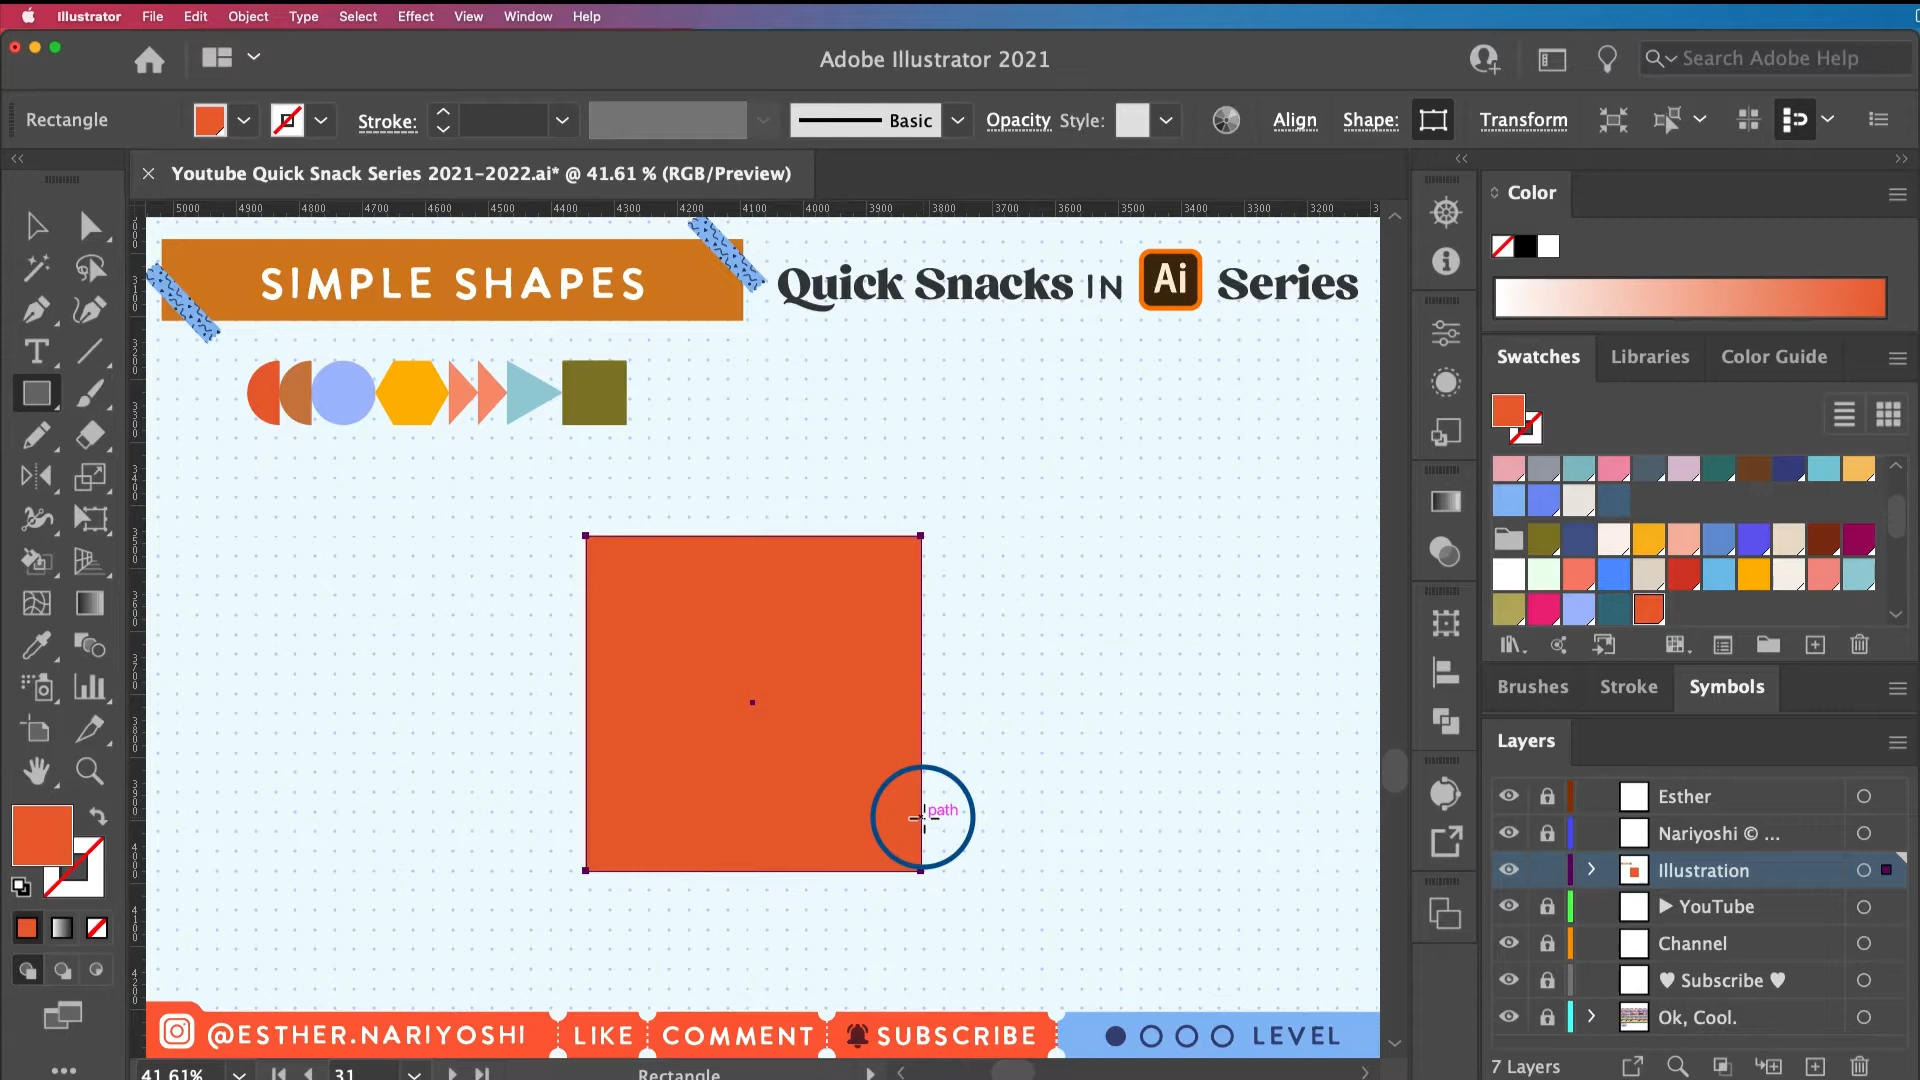 Illustrator File Edit Object Type Select Effect View Window Help
Adobe Illustrator 2021
Search Adobe Help
Rectangle Stroke: Basic Opacity Style: Align Shape: Transform
Youtube Quick Snack Series 2021-2022.ai* @ 41.61 % (RGB/Preview)
5000 4900 4800 4700 4600 4500 4400 4300 4200 4100 4000 3900 3800 3700 3600 3500 3400 3300 3200
SIMPLE SHAPES
Quick Snacks IN Ai Series
path
@ESTHER.NARIYOSHI LIKE COMMENT SUBSCRIBE LEVEL
41.61% 31 Rectangle
Color
Swatches Libraries Color Guide
Brushes Stroke Symbols
Layers
Esther
Nariyoshi © ...
Illustration
▶ YouTube
Channel
♥ Subscribe ♥
Ok, Cool.
7 Layers